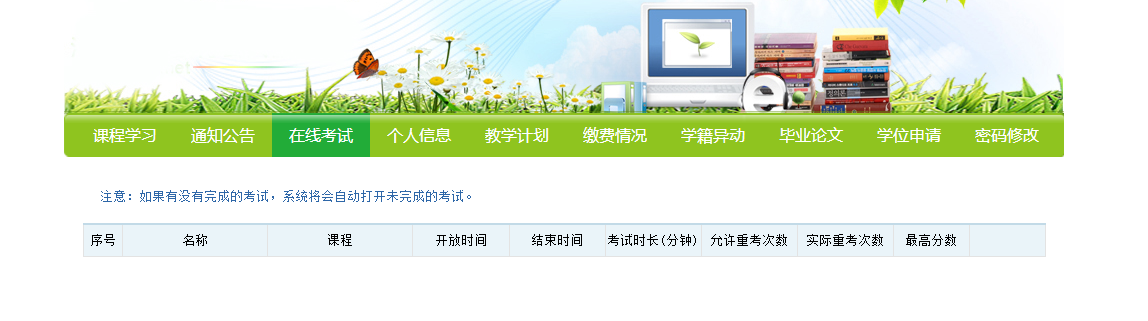 课程学习 通知公告 在线考试 个人信息 教学计划 缴费情况 学籍异动 毕业论文 学位申请 密码修改
注意：如果有没有完成的考试，系统将会自动打开未完成的考试。
序号 名称 课程 开放时间 结束时间 考试时长(分钟) 允许重考次数 实际重考次数 最高分数